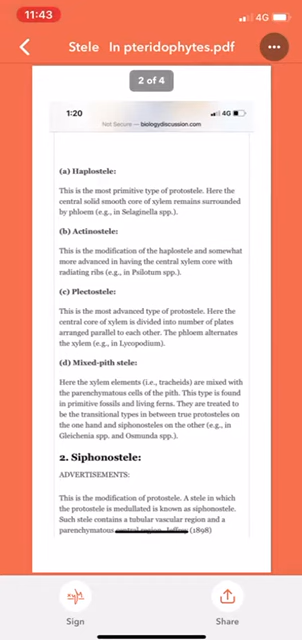 11:43
4G
Stele In pteridophytes.pdf
2 of 4
1:20
4G
Not Secure — biologydiscussion.com
(a) Haplostele:
This is the most primitive type of protostele. Here the
central solid smooth core of xylem remains surrounded
by phloem (e.g., in Selaginella spp.).
(b) Actinostele:
This is the modification of the haplostele and somewhat
more advanced in having the central xylem core with
radiating ribs (e.g., in Psilotum spp.).
(c) Plectostele:
This is the most advanced type of protostele. Here the
central core of xylem is divided into number of plates
arranged parallel to each other. The phloem alternates
the xylem (e.g., in Lycopodium).
(d) Mixed-pith stele:
Here the xylem elements (i.e., tracheids) are mixed with
the parenchymatous cells of the pith. This type is found
in primitive fossils and living ferns. They are treated to
be the transitional types in between true protosteles on
the one hand and siphonosteles on the other (e.g., in
Gleichenia spp. and Osmunda spp.).
2. Siphonostele:
ADVERTISEMENTS:
This is the modification of protostele. A stele in which
the protostele is medullated is known as siphonostele.
Such stele contains a tubular vascular region and a
parenchymatous central region. Jeffrey (1898)
Sign
Share